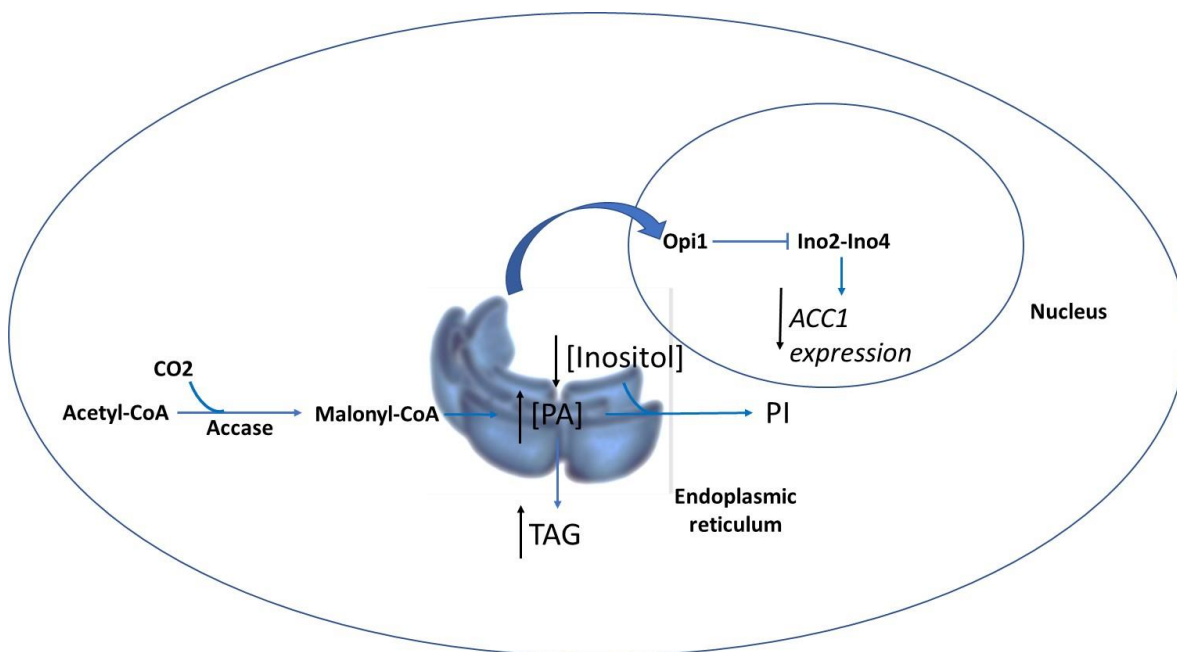 Opi1
Ino2-Ino4
ACC1
expression
Nucleus
[Inositol]
CO2
Acetyl-CoA
Accase
Malonyl-CoA
[PA]
PI
Endoplasmic
reticulum
TAG